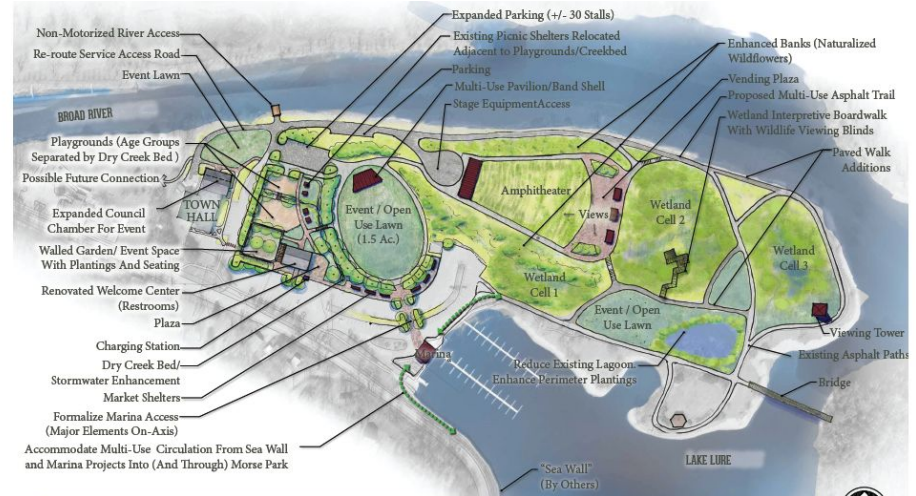 Non-Motorized River Access
Re-route Service Access Road
Event Lawn
BROAD RIVER
Playgrounds (Age Groups
Separated by Dry Creek Bed )
Possible Future Connection
TOWN
HALL
Expanded Council
Chamber For Event
Walled Garden/ Event Space
With Plantings And Seating
Renovated Welcome Center
(Restrooms)
Plaza
Charging Station
Dry Creek Bed/
Stormwater Enhancement
Market Shelters
Formalize Marina Access
(Major Elements On-Axis)
Accommodate Multi-Use Circulation From Sea Wall
and Marina Projects Into (And Through) Morse Park
Expanded Parking (+/- 30 Stalls)
Existing Picnic Shelters Relocated
Adjacent to Playgrounds/Creekbed
Parking
Multi-Use Pavilion/Band Shell
Stage EquipmentAccess
Event / Open
Use Lawn
(1.5 Ac.)
Amphitheater
Views
Wetland
Cell 1
Wetland
Cell 2
Wetland
Cell 3
Event / Open
Use Lawn
Marina
Reduce Existing Lagoon.
Enhance Perimeter Plantings
"Sea Wall"
(By Others)
LAKE LURE
Enhanced Banks (Naturalized
Wildflowers)
Vending Plaza
Proposed Multi-Use Asphalt Trail
Wetland Interpretive Boardwalk
With Wildlife Viewing Blinds
Paved Walk
Additions
Viewing Tower
Existing Asphalt Paths
Bridge